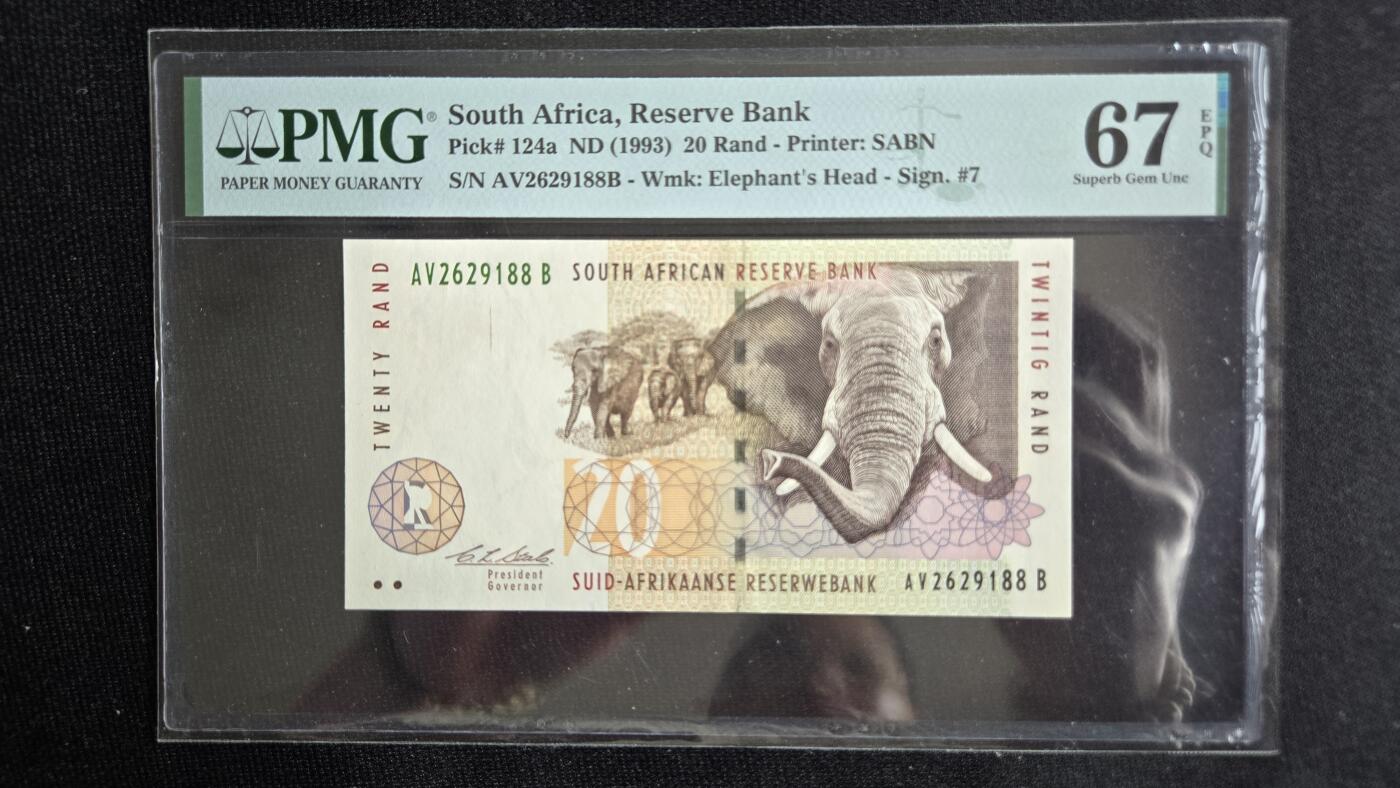 PMG®
PAPER MONEY GUARANTY
South Africa, Reserve Bank
Pick# 124a ND (1993) 20 Rand - Printer: SABN
S/N AV2629188B - Wmk: Elephant's Head - Sign. #7
67
EPQ
Superb Gem Unc
TWENTY RAND
AV2629188 B
SOUTH AFRICAN RESERVE BANK
TWINTIG RAND
R
20
C. L. Stals
President
Governor
SUID-AFRIKAANSE RESERWEBANK
AV2629188 B